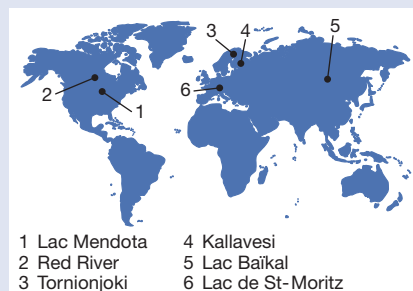 3 4 5
2
1
6
1 Lac Mendota 4 Kallavesi
2 Red River 5 Lac Baïkal
3 Tornionjoki 6 Lac de St-Moritz